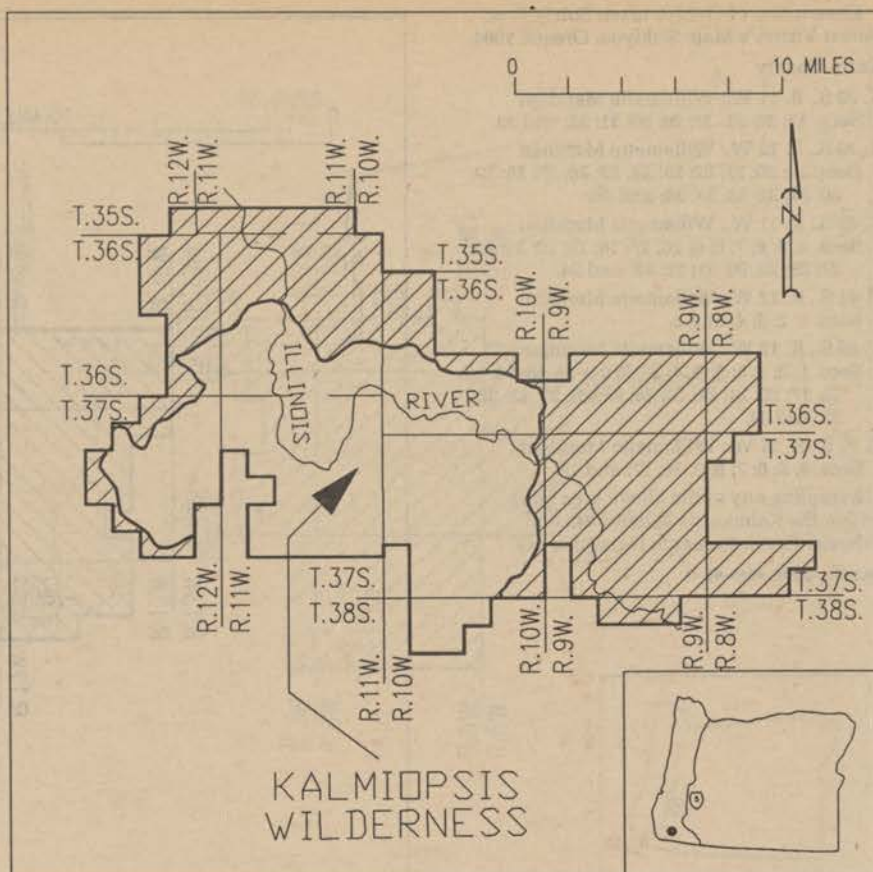 0 10 MILES
N
R.12W.
R.11W.
R.11W.
R.10W.
T.35S.
T.36S.
T.35S.
T.36S.
R.10W.
R.9W.
R.9W.
R.8W.
T.36S.
T.37S.
ILLINOIS
RIVER
T.36S.
T.37S.
R.12W.
R.11W.
T.37S.
T.38S.
R.11W.
R.10W
R.10W.
R.9W.
T.37S.
T.38S.
R.9W.
R.8W.
KALMIOPSIS
WILDERNESS